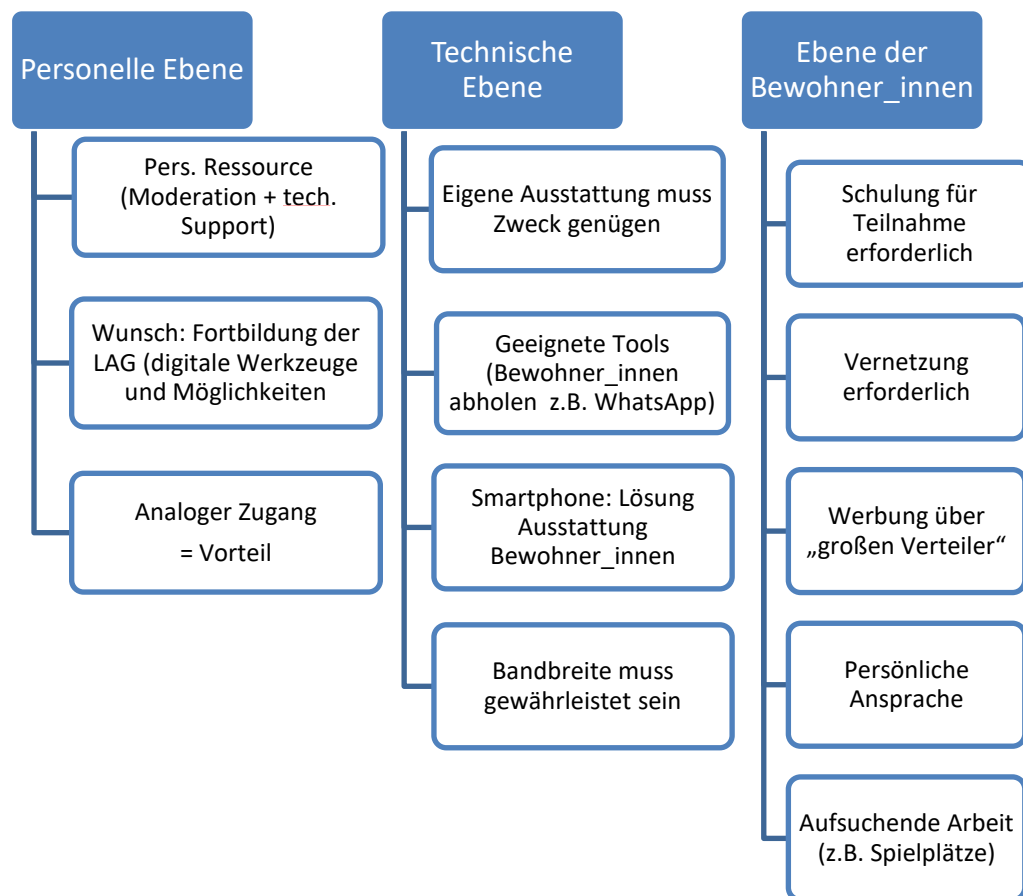 Personelle Ebene
Pers. Ressource
(Moderation + tech.
Support)
Wunsch: Fortbildung der
LAG (digitale Werkzeuge
und Möglichkeiten
Analoger Zugang
= Vorteil
Technische
Ebene
Eigene Ausstattung muss
Zweck genügen
Geeignete Tools
(Bewohner_innen
abholen  z.B. WhatsApp)
Smartphone: Lösung
Ausstattung
Bewohner_innen
Bandbreite muss
gewährleistet sein
Ebene der
Bewohner_innen
Schulung für
Teilnahme
erforderlich
Vernetzung
erforderlich
Werbung über
„großen Verteiler“
Persönliche
Ansprache
Aufsuchende Arbeit
(z.B. Spielplätze)